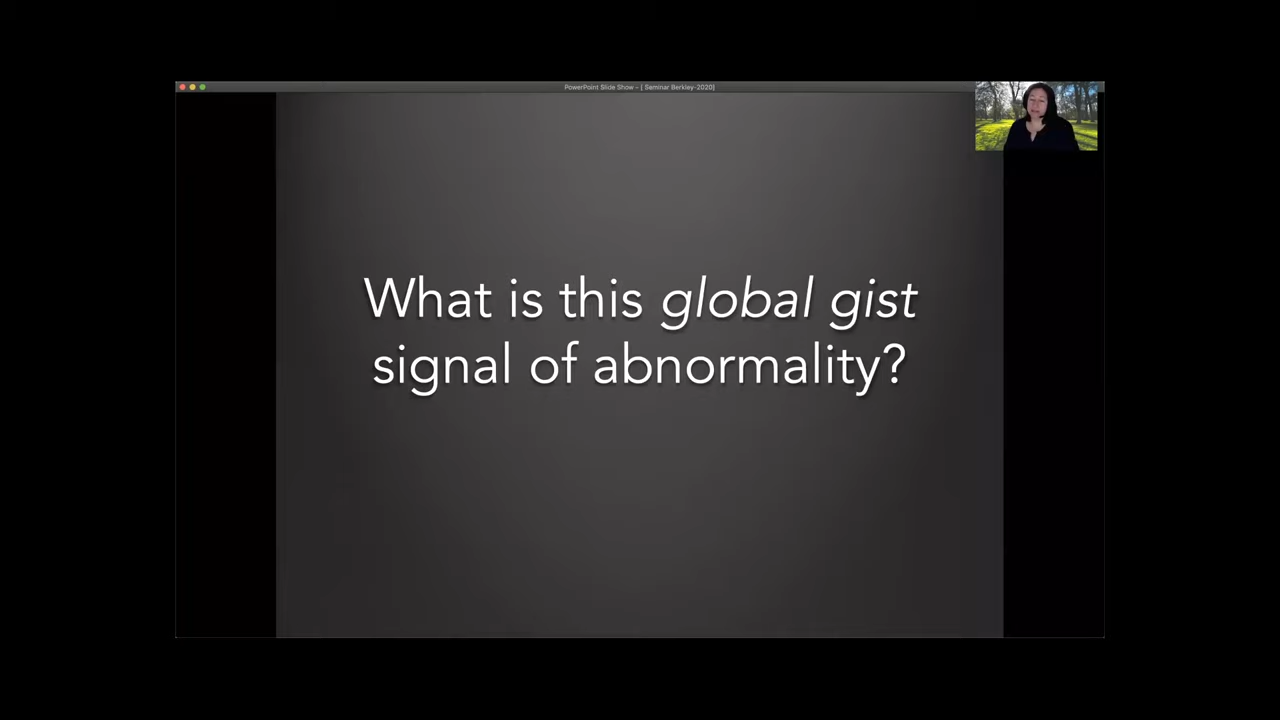 PowerPoint Slide Show - [ Seminar Berkley-2020]
What is this global gist
signal of abnormality?